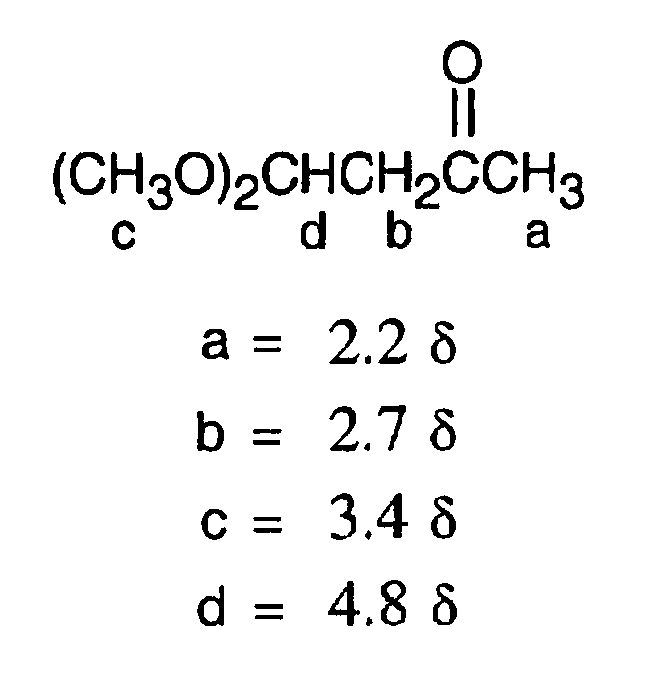 O
(CH3O)2CHCH2CCH3
c d b a
a = 2.2 δ
b = 2.7 δ
c = 3.4 δ
d = 4.8 δ